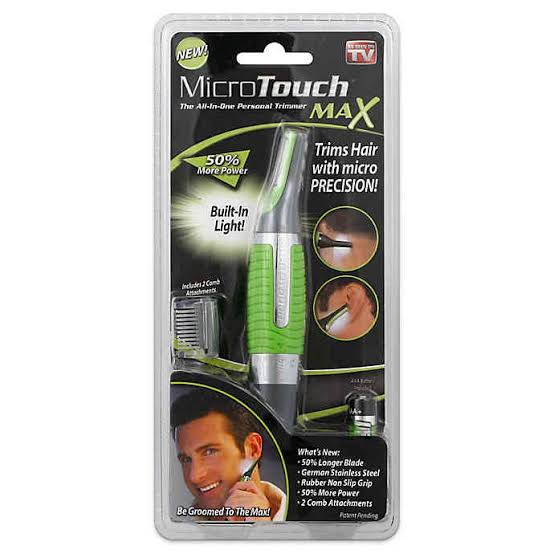 NEW!
AS SEEN ON
TV
MicroTouch
The All-In-One Personal Trimmer
MAX
50%
More Power
Trims Hair
with micro
PRECISION!
Built-In
Light!
Includes 2 Comb
Attachments
What's New:
• 50% Longer Blade
• German Stainless Steel
• Rubber Non Slip Grip
• 50% More Power
• 2 Comb Attachments
Be Groomed To The Max!
Patent Pending